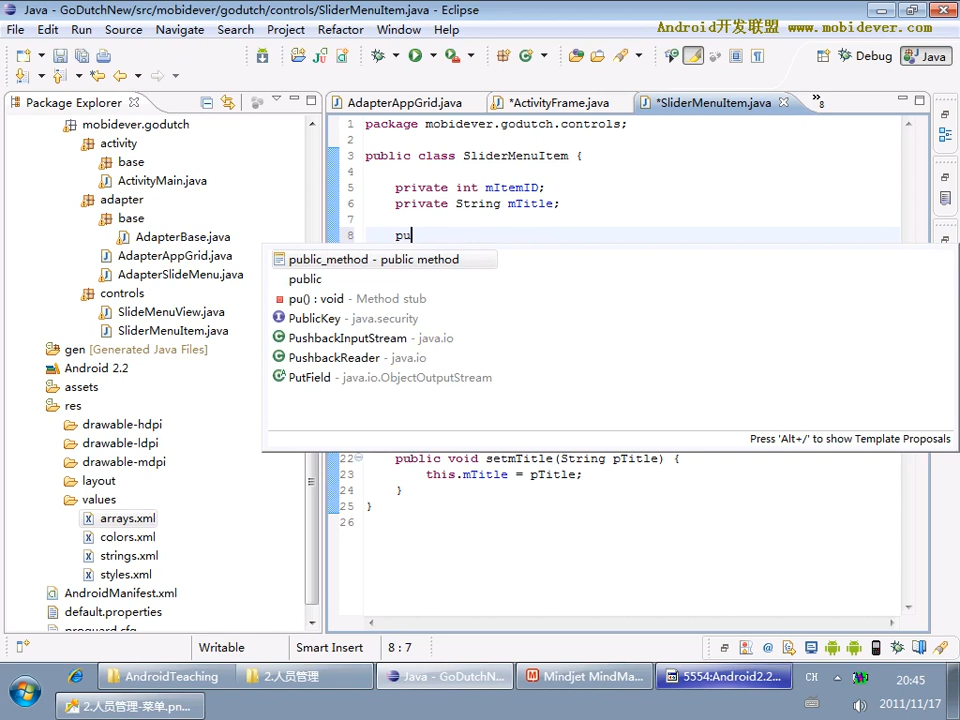 Java - GoDutchNew/src/mobidever/godutch/controls/SliderMenuItem.java - Eclipse
File Edit Run Source Navigate Search Project Refactor Window Help
Android开发联盟 www.mobidever.com
Debug Java
Package Explorer
AdapterAppGrid.java *ActivityFrame.java *SliderMenuItem.java »8
mobidever.godutch
activity
base
ActivityMain.java
adapter
base
AdapterBase.java
AdapterAppGrid.java
AdapterSlideMenu.java
controls
SlideMenuView.java
SliderMenuItem.java
gen [Generated Java Files]
Android 2.2
assets
res
drawable-hdpi
drawable-ldpi
drawable-mdpi
layout
values
arrays.xml
colors.xml
strings.xml
styles.xml
AndroidManifest.xml
default.properties
proguard.cfg
1 package mobidever.godutch.controls;
2
3 public class SliderMenuItem {
4
5 private int mItemID;
6 private String mTitle;
7
8 pu
public_method - public method
public
pu() : void - Method stub
PublicKey - java.security
PushbackInputStream - java.io
PushbackReader - java.io
PutField - java.io.ObjectOutputStream
Press 'Alt+/' to show Template Proposals
22 public void setmTitle(String pTitle) {
23 this.mTitle = pTitle;
24 }
25 }
26
Writable Smart Insert 8 : 7
AndroidTeaching 2.人员管理 Java - GoDutchN... Mindjet MindMa... 5554:Android2.2... CH 20:45
2.人员管理-菜单.pn... 2011/11/17